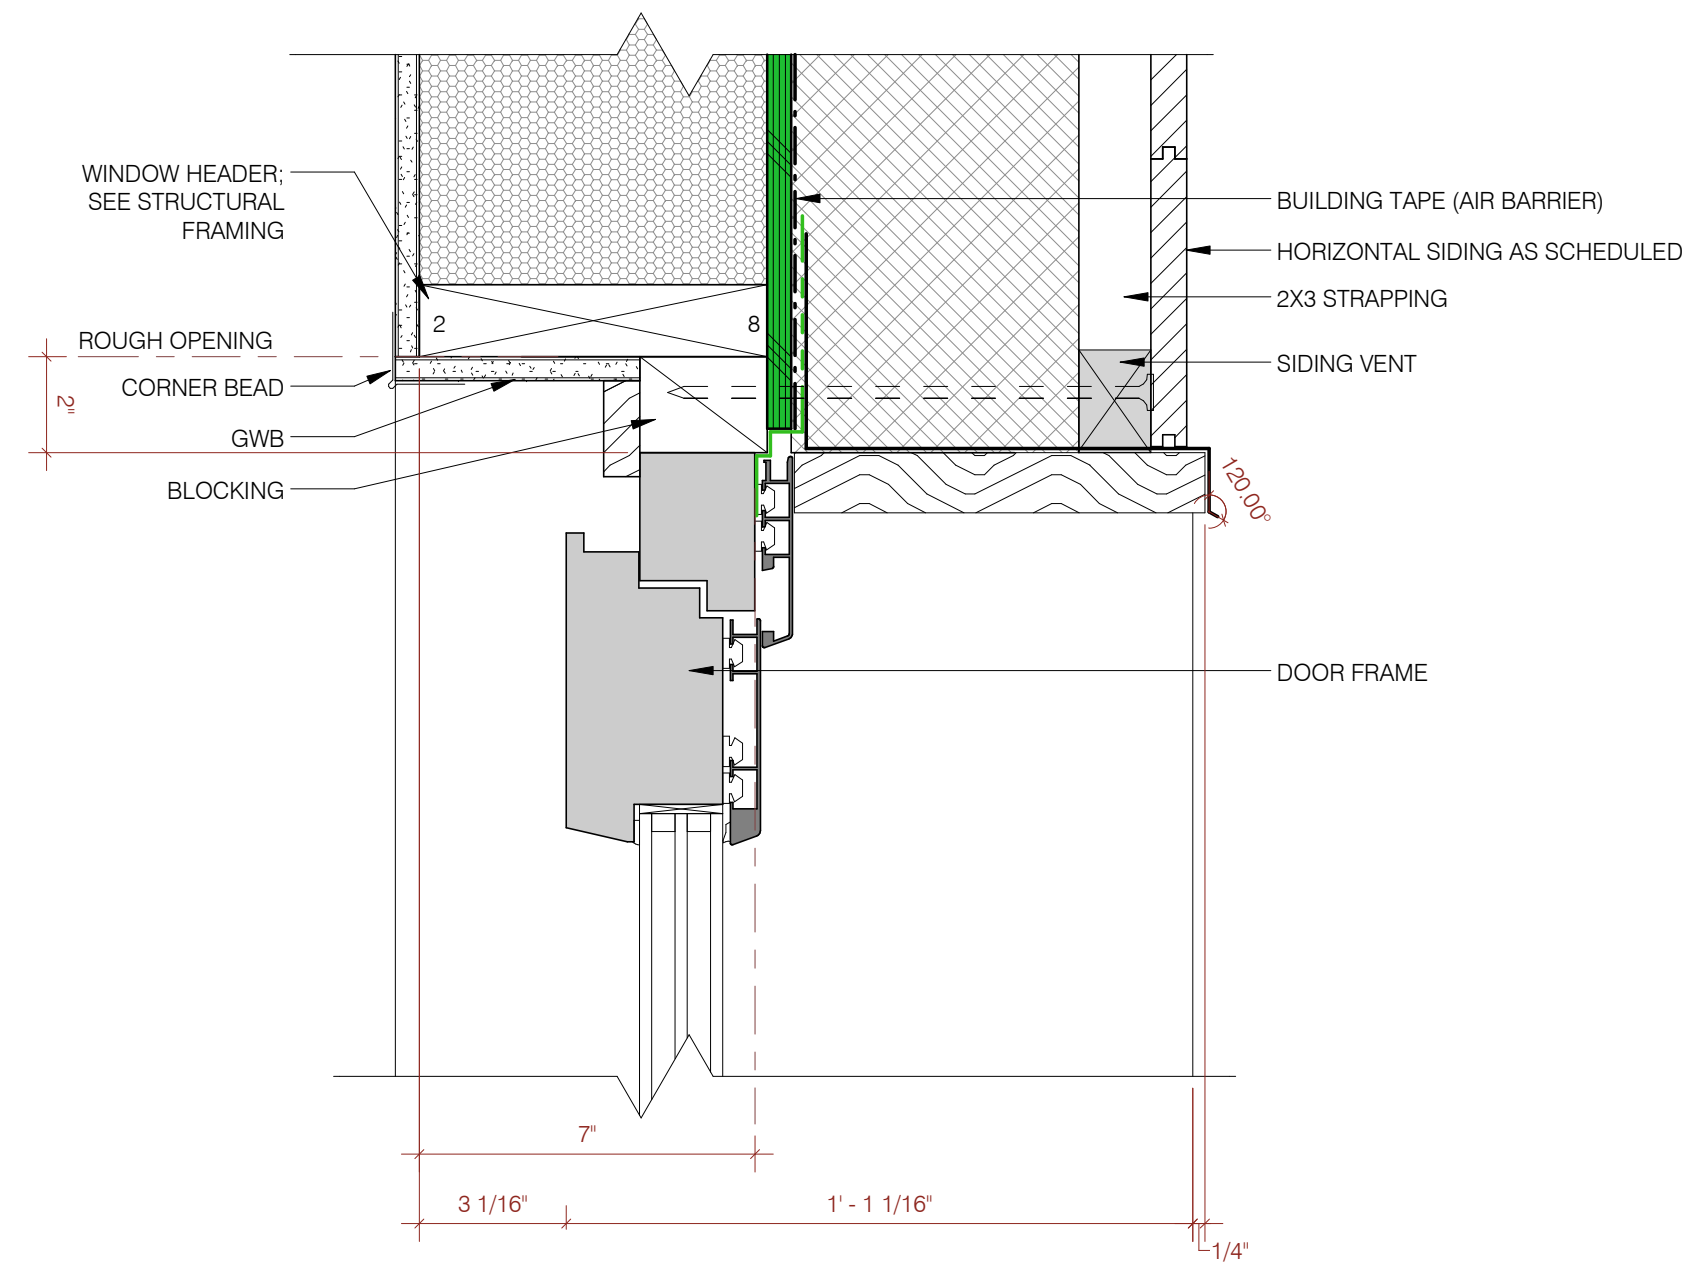 WINDOW HEADER;
SEE STRUCTURAL
FRAMING
BUILDING TAPE (AIR BARRIER)
HORIZONTAL SIDING AS SCHEDULED
2X3 STRAPPING
2 8
ROUGH OPENING
SIDING VENT
CORNER BEAD
2"
GWB
BLOCKING
120.00°
DOOR FRAME
7"
3 1/16"
1' - 1 1/16"
1/4"